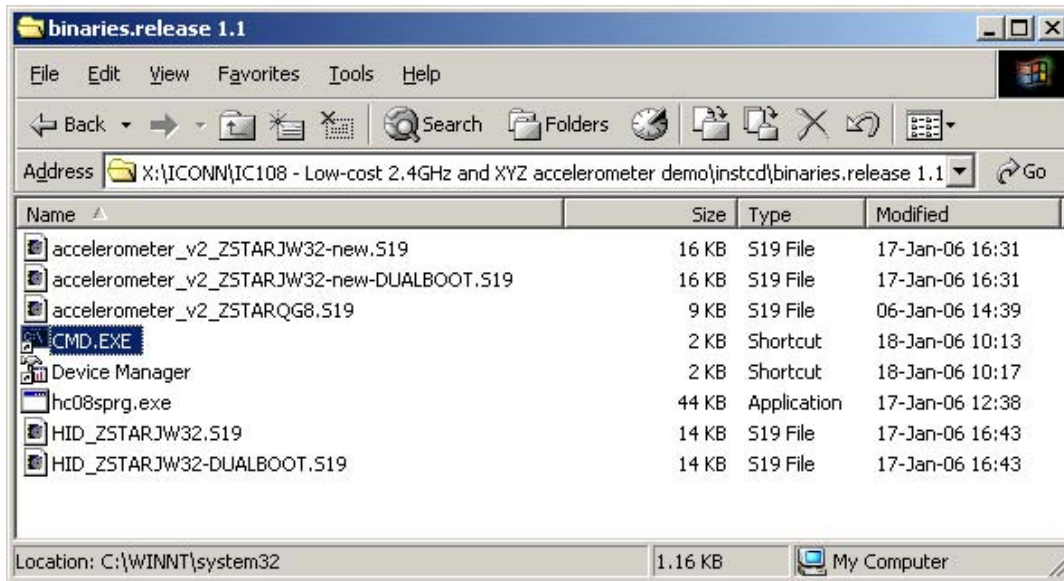 binaries.release 1.1
File Edit View Favorites Tools Help
Back Search Folders
Address X:\ICONN\IC108 - Low-cost 2.4GHz and XYZ accelerometer demo\instcd\binaries.release 1.1 Go
Name Size Type Modified
accelerometer_v2_ZSTARJW32-new.S19 16 KB S19 File 17-Jan-06 16:31
accelerometer_v2_ZSTARJW32-new-DUALBOOT.S19 16 KB S19 File 17-Jan-06 16:31
accelerometer_v2_ZSTARQG8.S19 9 KB S19 File 06-Jan-06 14:39
CMD.EXE 2 KB Shortcut 18-Jan-06 10:13
Device Manager 2 KB Shortcut 18-Jan-06 10:17
hc08sprg.exe 44 KB Application 17-Jan-06 12:38
HID_ZSTARJW32.S19 14 KB S19 File 17-Jan-06 16:43
HID_ZSTARJW32-DUALBOOT.S19 14 KB S19 File 17-Jan-06 16:43
Location: C:\WINNT\system32 1.16 KB My Computer